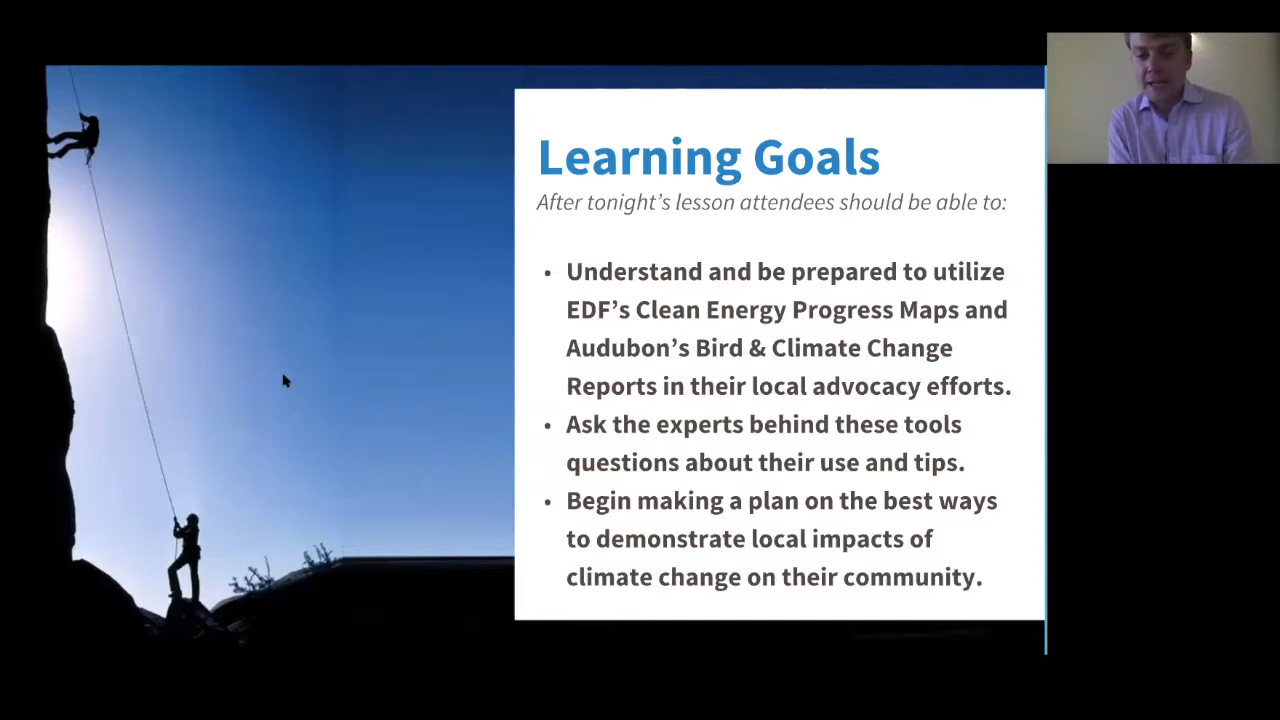 Learning Goals
After tonight’s lesson attendees should be able to:
• Understand and be prepared to utilize
EDF’s Clean Energy Progress Maps and
Audubon’s Bird & Climate Change
Reports in their local advocacy efforts.
• Ask the experts behind these tools
questions about their use and tips.
• Begin making a plan on the best ways
to demonstrate local impacts of
climate change on their community.